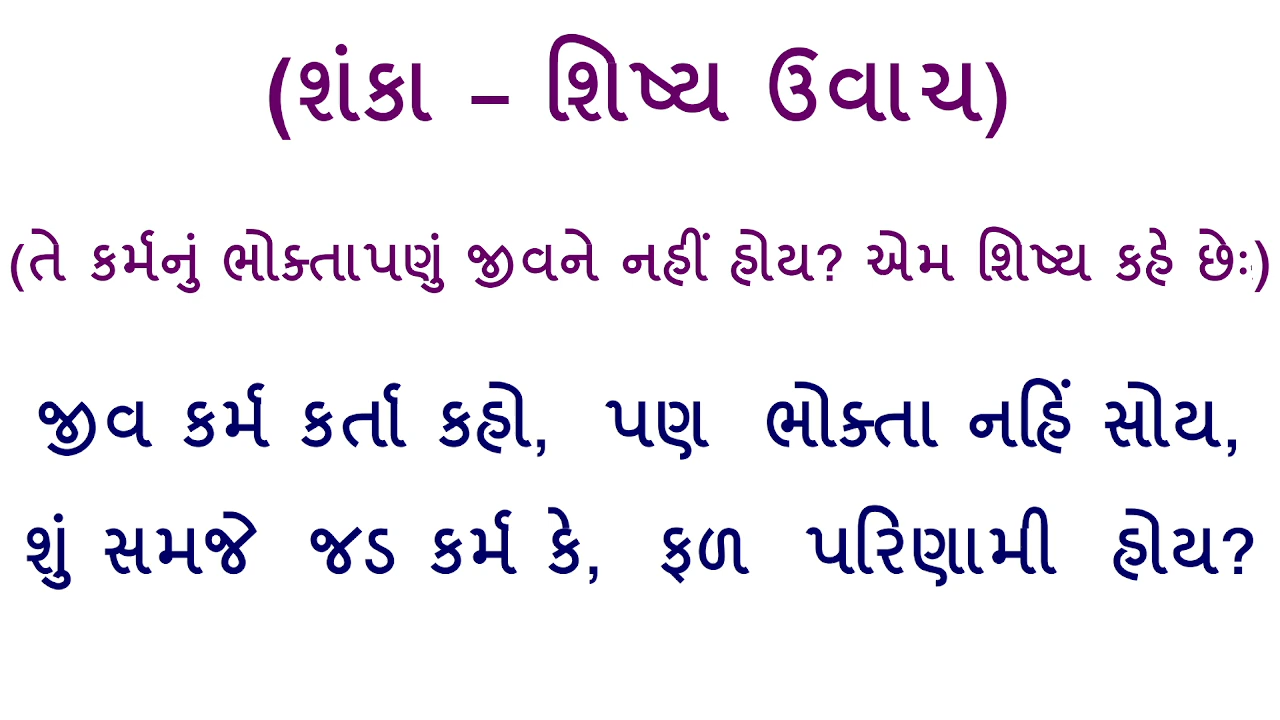 (શંકા – શિષ્ય ઉવાચ)
(તે કર્મનું ભોક્તાપણું જીવને નહીં હોય? એમ શિષ્ય કહે છેઃ)
જીવ કર્મ કર્તા કહો, પણ ભોક્તા નહિં સોય,
શું સમજે જડ કર્મ કે, ફળ પરિણામી હોય?